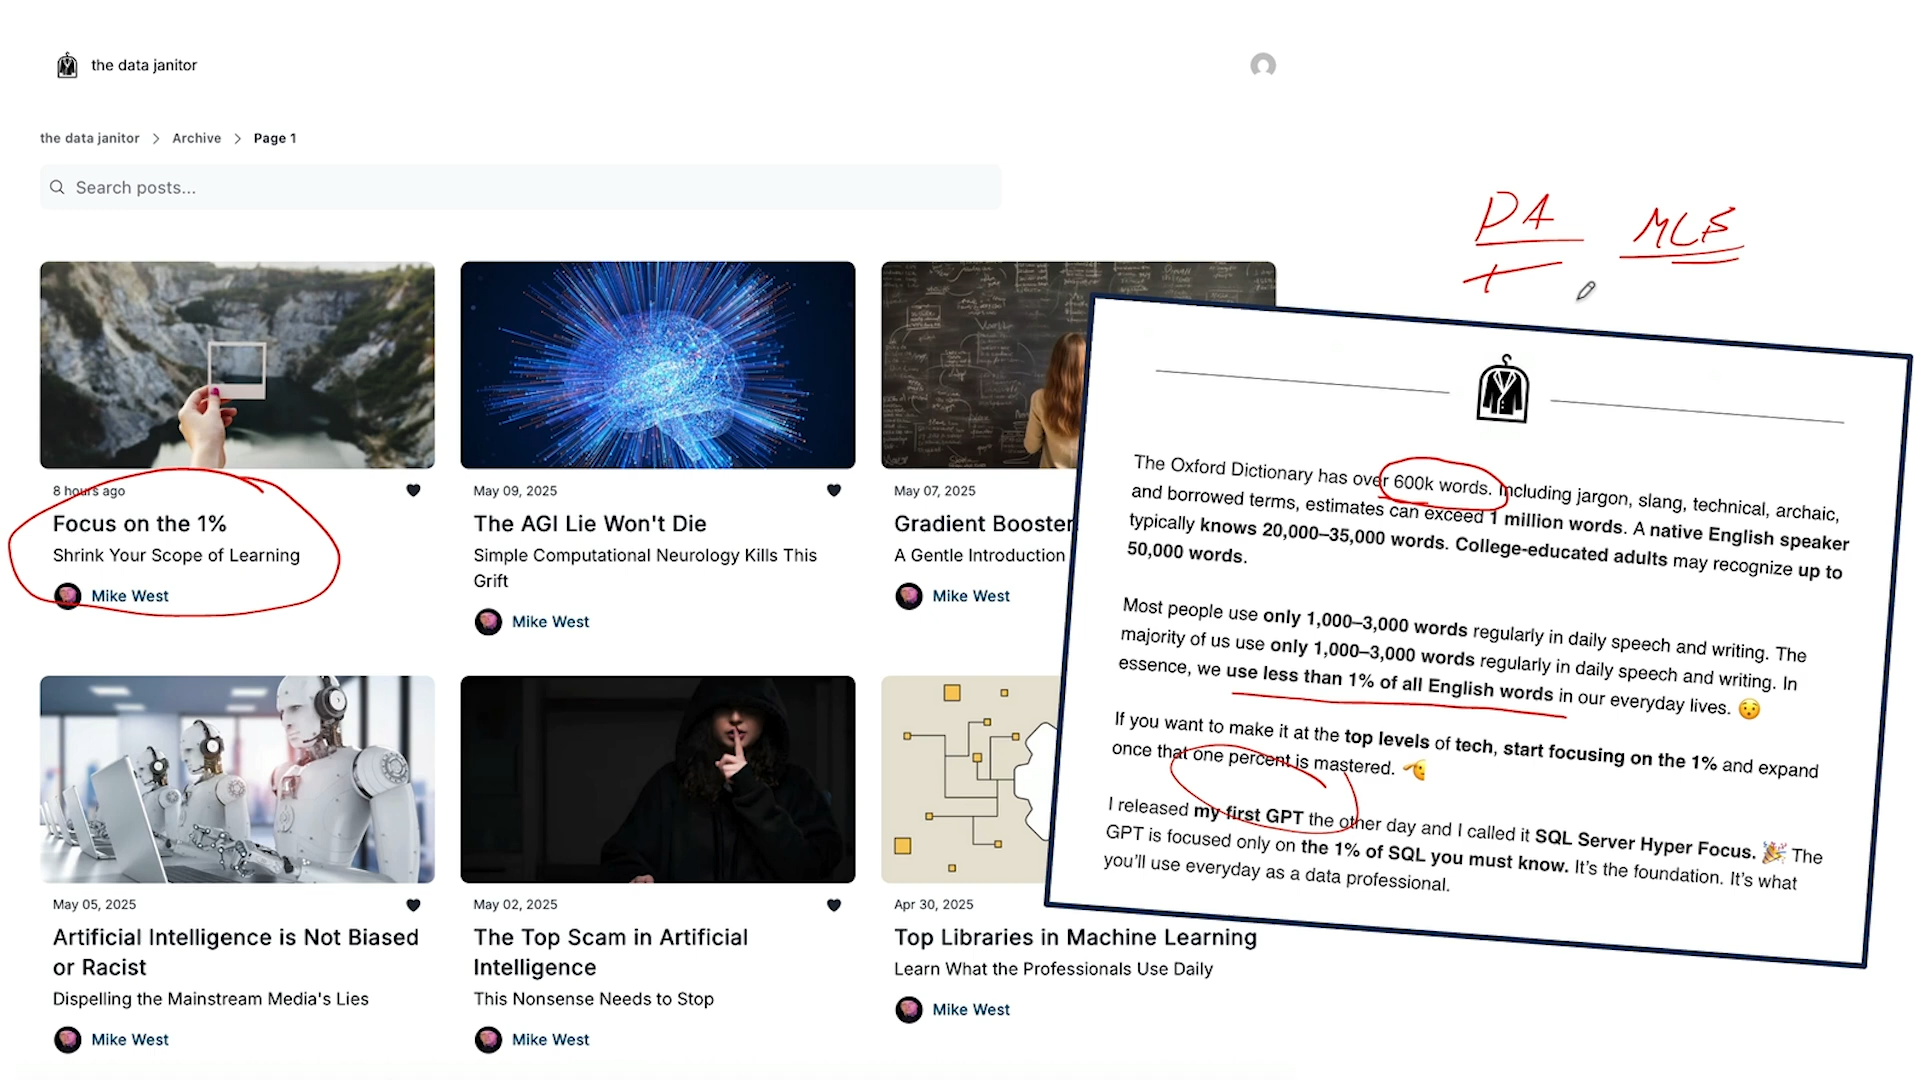 the data janitor
the data janitor > Archive > Page 1
Search posts...
8 hours ago
Focus on the 1%
Shrink Your Scope of Learning
Mike West
May 09, 2025
The AGI Lie Won't Die
Simple Computational Neurology Kills This
Grift
Mike West
May 07, 2025
Gradient Booster
A Gentle Introduction
Mike West
May 05, 2025
Artificial Intelligence is Not Biased
or Racist
Dispelling the Mainstream Media's Lies
Mike West
May 02, 2025
The Top Scam in Artificial
Intelligence
This Nonsense Needs to Stop
Mike West
Apr 30, 2025
Top Libraries in Machine Learning
Learn What the Professionals Use Daily
Mike West
DA MLE
The Oxford Dictionary has over 600k words. Including jargon, slang, technical, archaic,
and borrowed terms, estimates can exceed 1 million words. A native English speaker
typically knows 20,000–35,000 words. College-educated adults may recognize up to
50,000 words.
Most people use only 1,000–3,000 words regularly in daily speech and writing. The
majority of us use only 1,000–3,000 words regularly in daily speech and writing. In
essence, we use less than 1% of all English words in our everyday lives. 😯
If you want to make it at the top levels of tech, start focusing on the 1% and expand
once that one percent is mastered. 🫡
I released my first GPT the other day and I called it SQL Server Hyper Focus. 🎉 The
GPT is focused only on the 1% of SQL you must know. It's the foundation. It's what
you'll use everyday as a data professional.